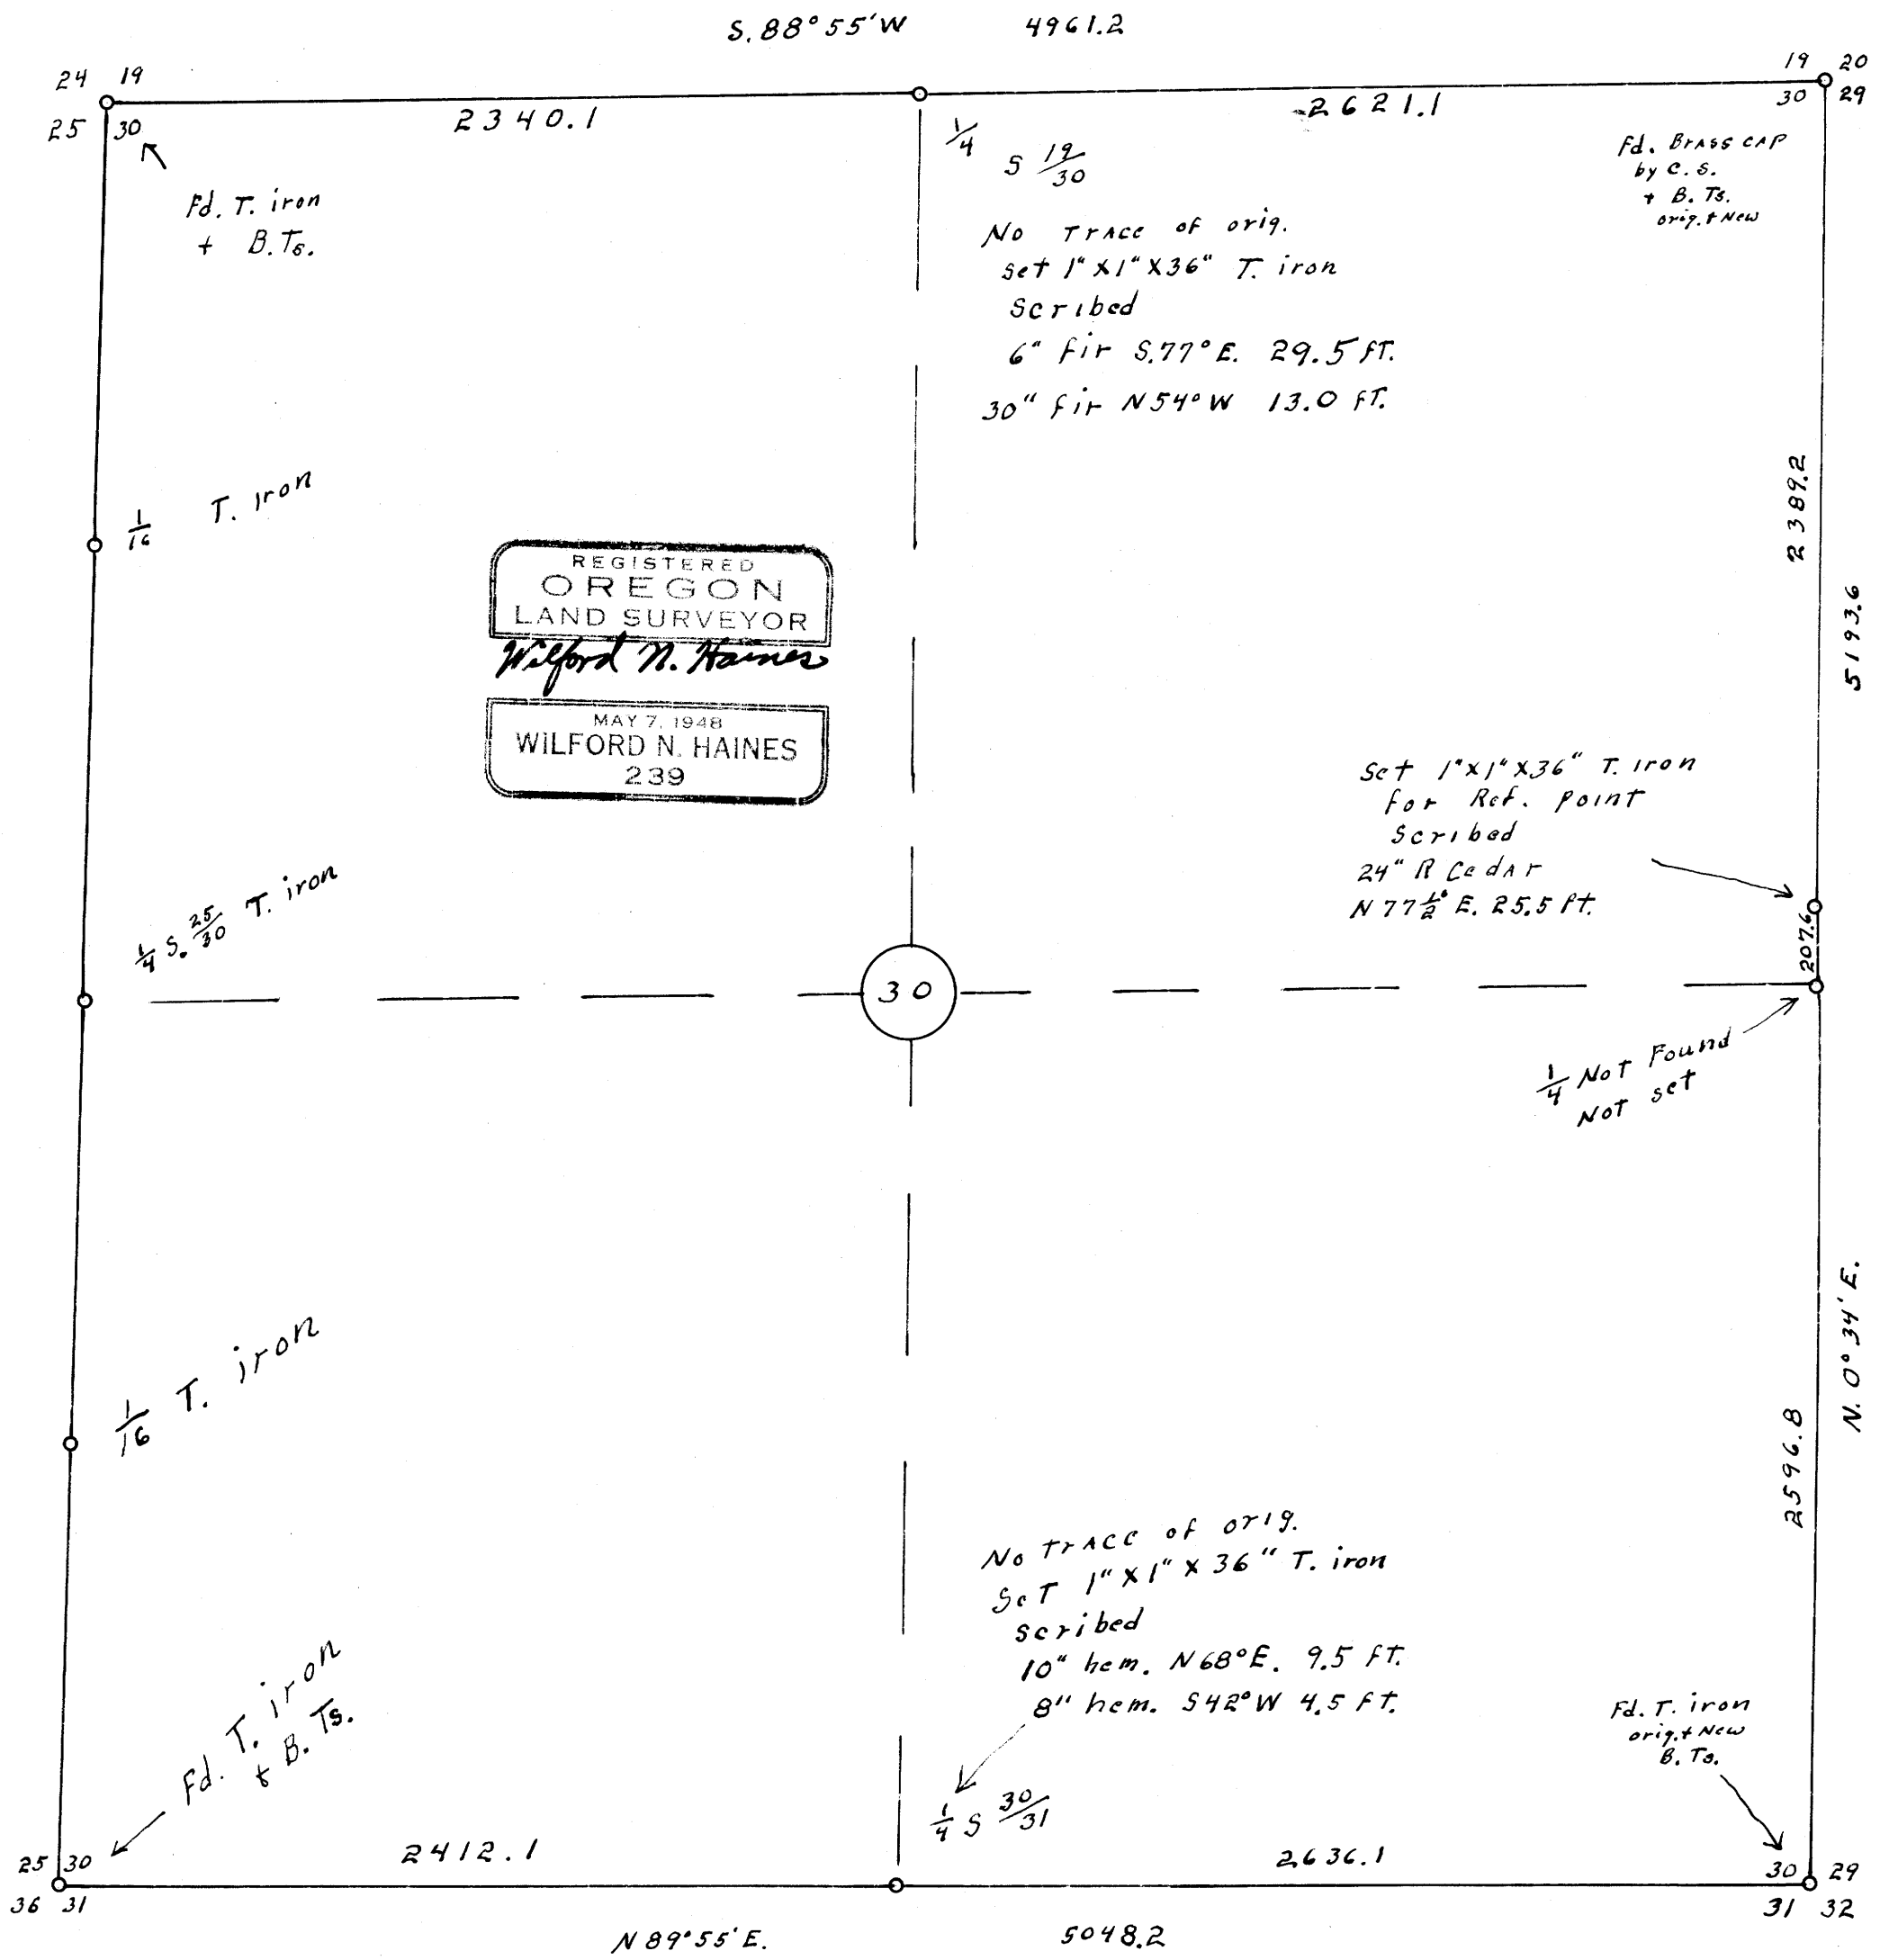 S. 88° 55' W 4961.2
24 19
25 30
2340.1
2621.1
19 20
30 29
Fd. T. iron
+ B.Ts.
1/4 S 19/30
No Trace of orig.
set 1" x 1" x 36" T. iron
Scribed
6" fir S. 77° E. 29.5 fT.
30" fir N 54° W 13.0 fT.
Fd. Brass CAP
by C. S.
+ B. Ts.
orig. + New
1/16 T. Iron
2389.2
5193.6
REGISTERED
OREGON
LAND SURVEYOR
Wilford N. Haines
MAY 7, 1948
WILFORD N. HAINES
239
Set 1" x 1" x 36" T. Iron
for Ref. Point
Scribed
24" R CedAr
N 77 1/2° E. 25.5 ft.
207.6
1/4 S. 25/30 T. iron
30
1/4 Not Found
Not set
1/16 T. iron
N. 0° 34' E.
2596.8
No TrAce of orig.
SeT 1" x 1" x 36" T. iron
scribed
10" hem. N 68° E. 9.5 fT.
8" hem. S 42° W 4.5 fT.
1/4 S 30/31
Fd. T. iron
+ B. Ts.
Fd. T. iron
orig. + New
B. Ts.
25 30
36 31
2412.1
2636.1
30 29
31 32
N 89° 55' E. 5048.2